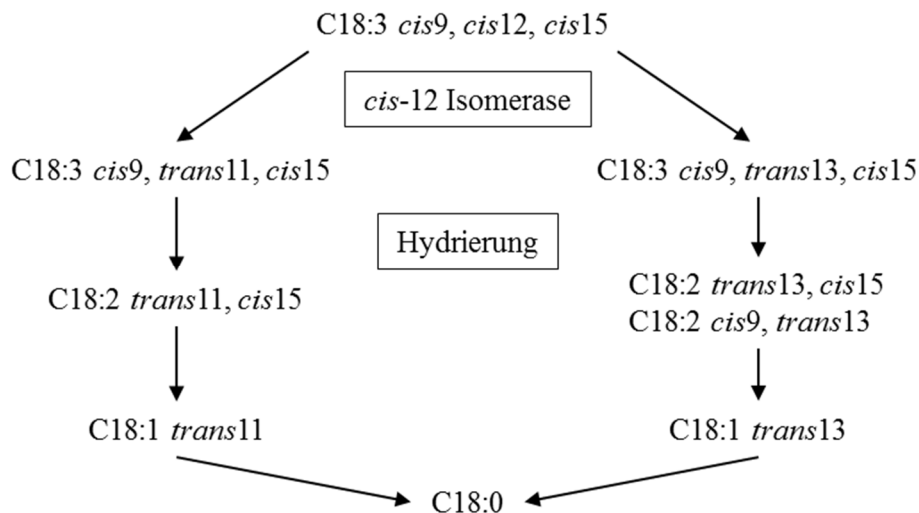 C18:3 cis9, cis12, cis15
cis-12 Isomerase
C18:3 cis9, trans11, cis15
C18:3 cis9, trans13, cis15
Hydrierung
C18:2 trans11, cis15
C18:2 trans13, cis15
C18:2 cis9, trans13
C18:1 trans11
C18:1 trans13
C18:0